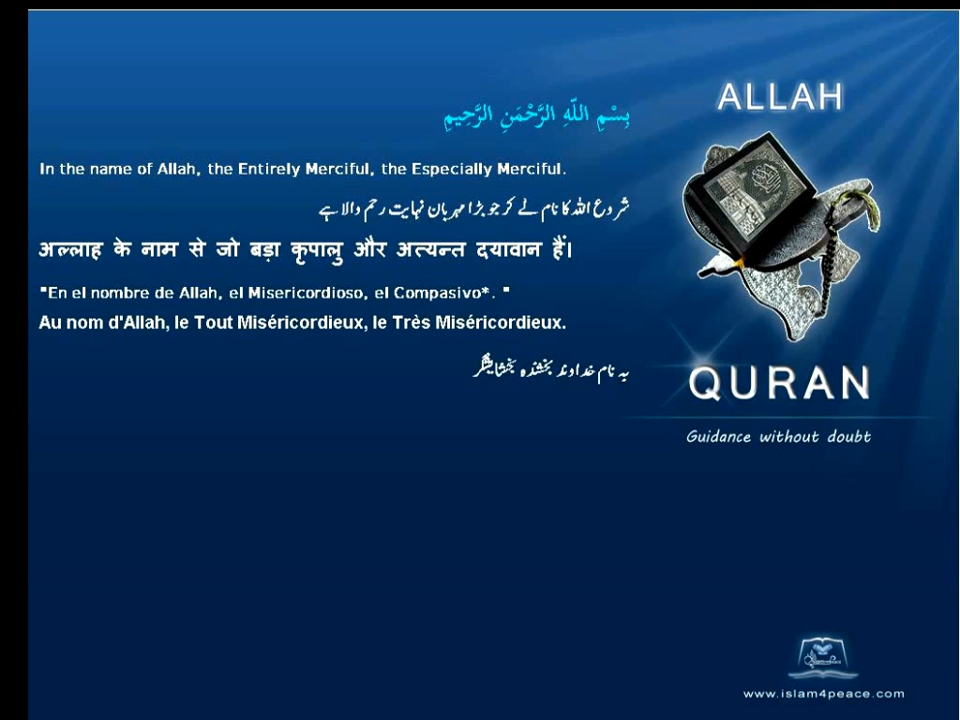 بِسْمِ اللّهِ الرَّحْمَنِ الرَّحِيمِ
In the name of Allah, the Entirely Merciful, the Especially Merciful.
شروع الله کا نام لے کر جو بڑا مہربان نہایت رحم والا ہے
अल्लाह के नाम से जो बड़ा कृपालु और अत्यन्त दयावान हैं।
"En el nombre de Allah, el Misericordioso, el Compasivo*. "
Au nom d'Allah, le Tout Miséricordieux, le Très Miséricordieux.
به نام خداوند بخشنده بخشایشگر
ALLAH
QURAN
Guidance without doubt
www.islam4peace.com